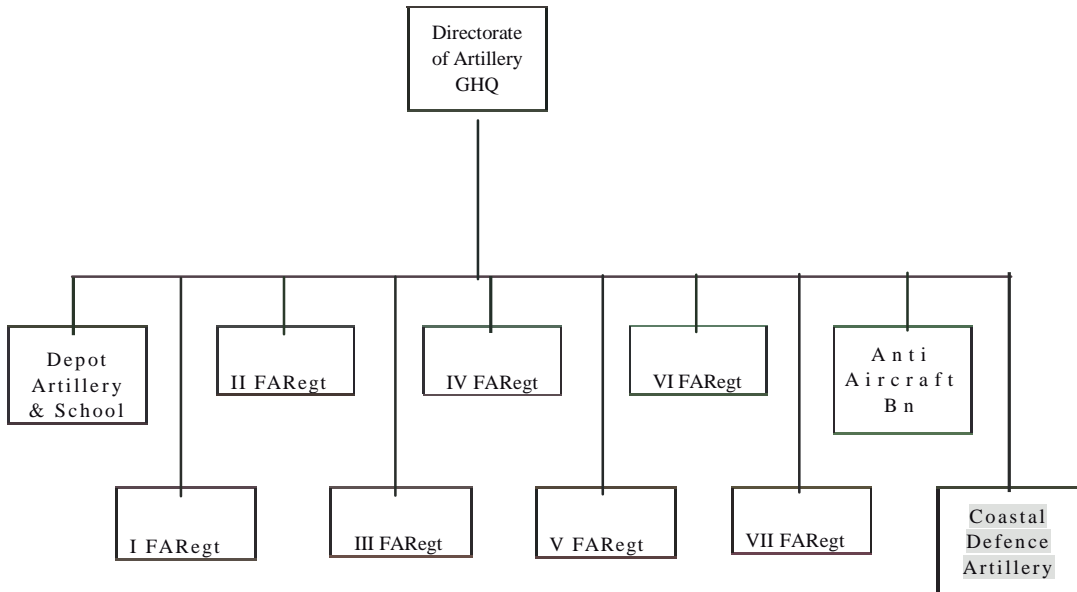 Directorate
of Artillery
GHQ
Depot
Artillery
& School
II FARegt
IV FARegt
VI FARegt
Anti
Aircraft
Bn
I FARegt
III FARegt
V FARegt
VII FARegt
Coastal
Defence
Artillery